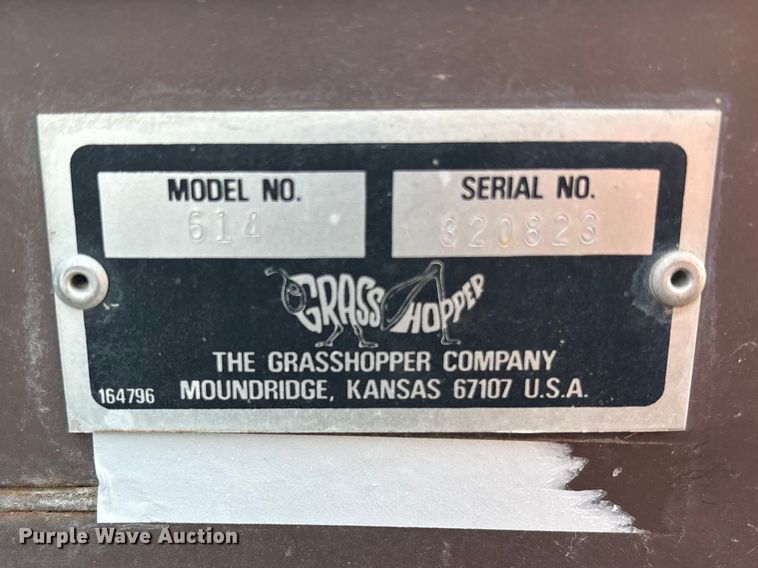 MODEL NO.
614
SERIAL NO.
320823
GRASSHOPPER
THE GRASSHOPPER COMPANY
164796
MOUNDRIDGE, KANSAS 67107 U.S.A.
Purple Wave Auction